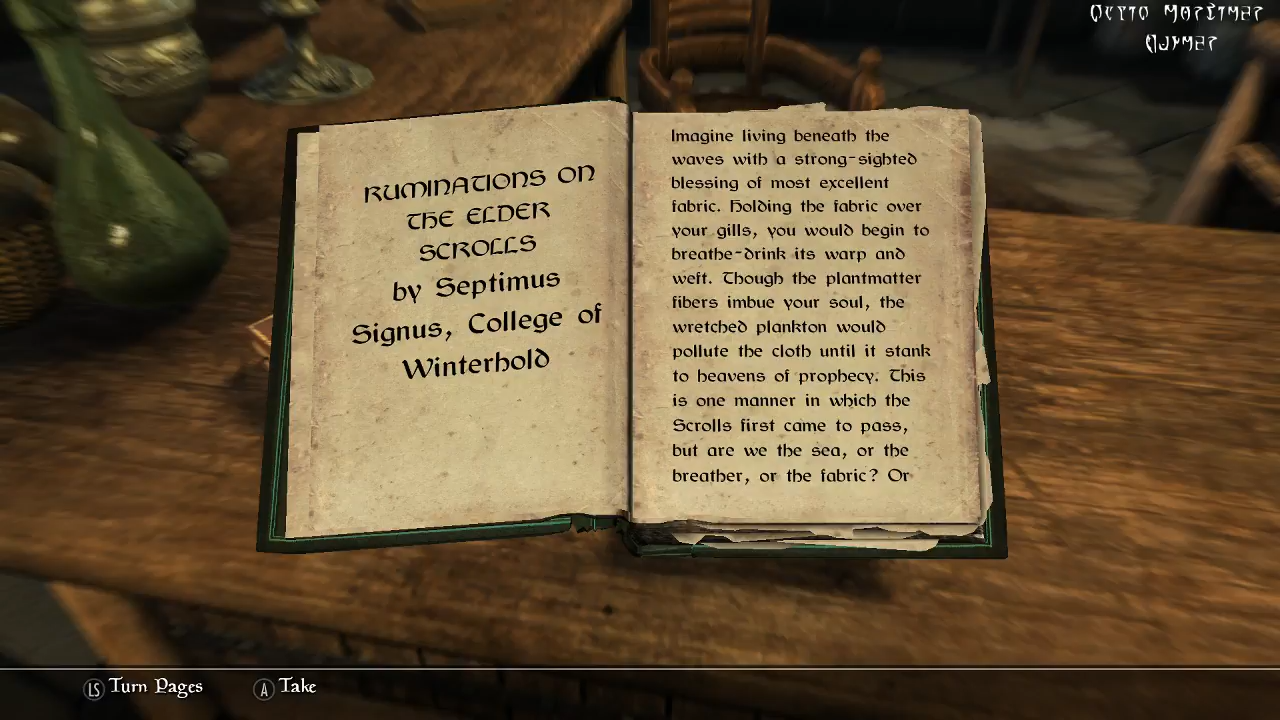 RUMINATIONS ON
THE ELDER
SCROLLS
by Septimus
Signus, College of
Winterhold
Imagine living beneath the
waves with a strong-sighted
blessing of most excellent
fabric. Holding the fabric over
your gills, you would begin to
breathe-drink its warp and
weft. Though the plantmatter
fibers imbue your soul, the
wretched plankton would
pollute the cloth until it stank
to heavens of prophecy. This
is one manner in which the
Scrolls first came to pass,
but are we the sea, or the
breather, or the fabric? Or
LS Turn Pages
A Take